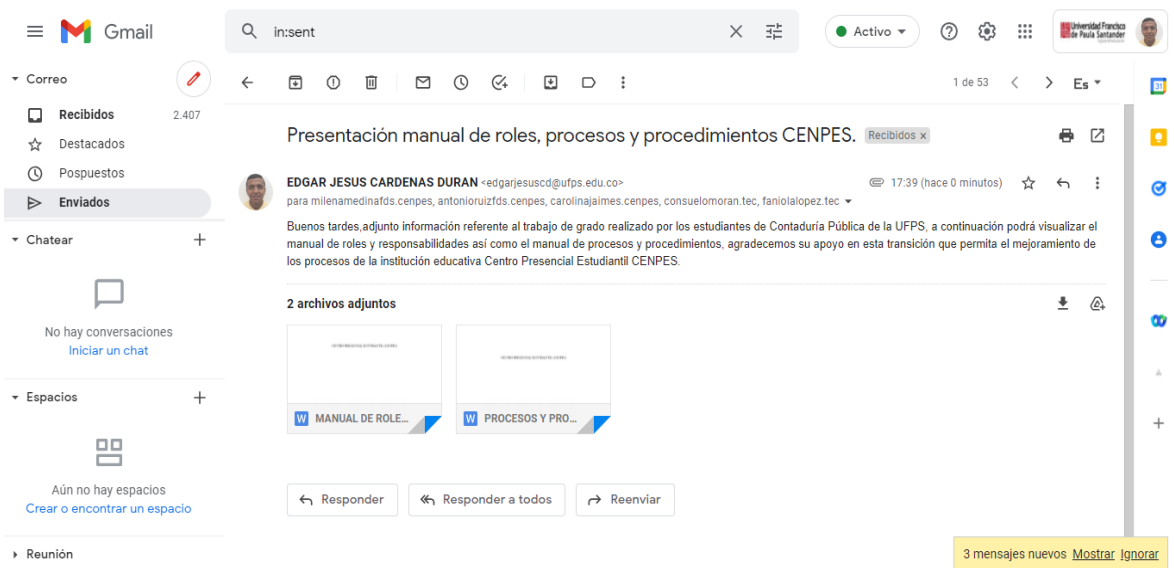 Gmail
in:sent
Activo
Universidad Francisco
de Paula Santander
Correo
1 de 53
Es
Recibidos 2.407
Destacados
Pospuestos
Enviados
Chatear
No hay conversaciones
Iniciar un chat
Espacios
Aún no hay espacios
Crear o encontrar un espacio
Reunión
Presentación manual de roles, procesos y procedimientos CENPES. Recibidos x
EDGAR JESUS CARDENAS DURAN <edgarjesuscd@ufps.edu.co> 17:39 (hace 0 minutos)
para milenamedinafds.cenpes, antonioruizfds.cenpes, carolinajaimes.cenpes, consuelomoran.tec, faniolalopez.tec
Buenos tardes,adjunto información referente al trabajo de grado realizado por los estudiantes de Contaduría Pública de la UFPS, a continuación podrá visualizar el
manual de roles y responsabilidades así como el manual de procesos y procedimientos, agradecemos su apoyo en esta transición que permita el mejoramiento de
los procesos de la institución educativa Centro Presencial Estudiantil CENPES.
2 archivos adjuntos
W MANUAL DE ROLE...
W PROCESOS Y PRO...
Responder
Responder a todos
Reenviar
31
3 mensajes nuevos Mostrar Ignorar